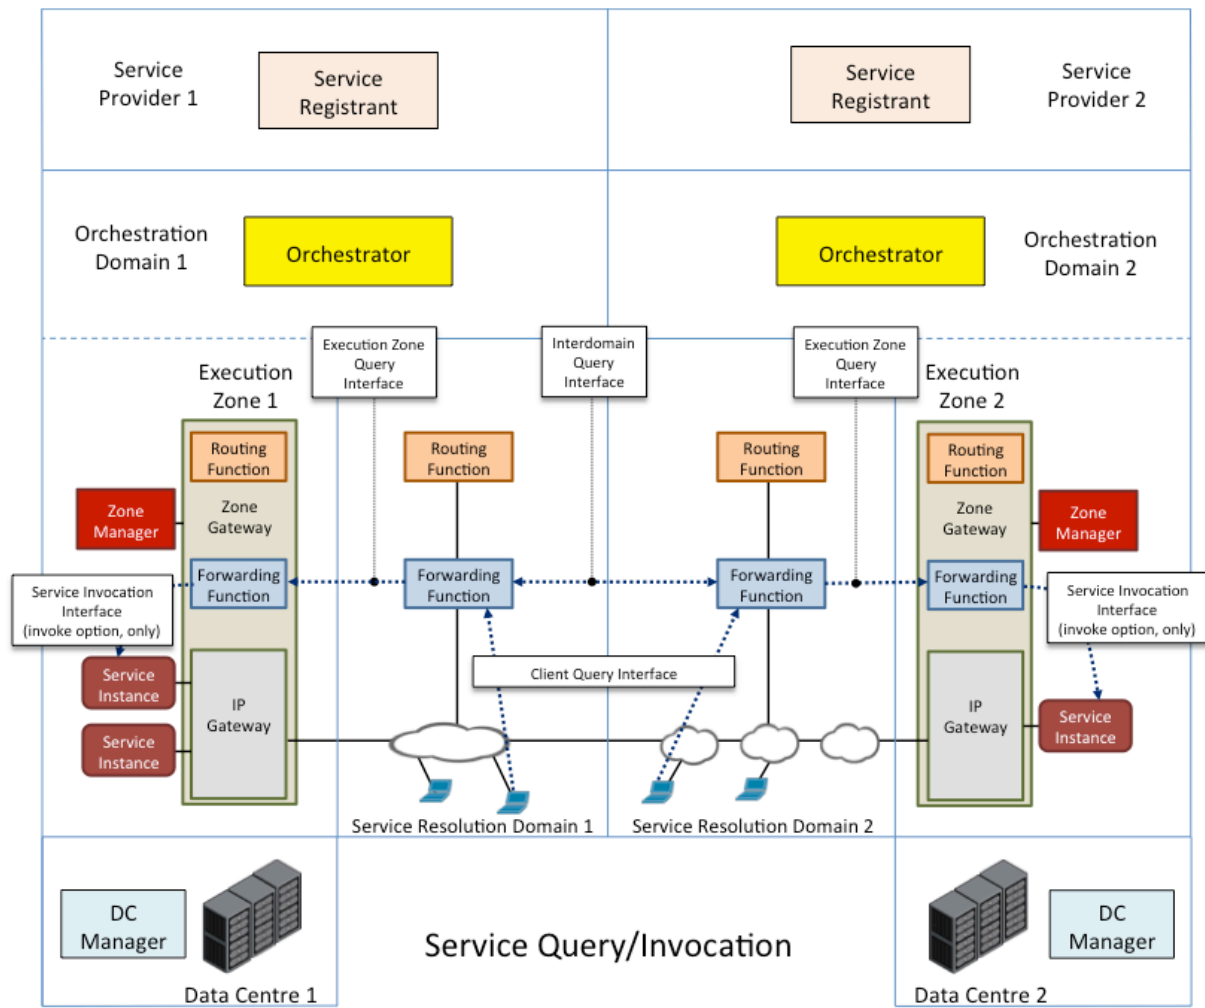 Service
Provider 1
Service
Registrant
Service
Registrant
Service
Provider 2
Orchestration
Domain 1
Orchestrator
Orchestrator
Orchestration
Domain 2
Execution Zone
Query
Interface
Interdomain
Query
Interface
Execution Zone
Query
Interface
Execution
Zone 1
Execution
Zone 2
Routing
Function
Routing
Function
Routing
Function
Routing
Function
Zone
Manager
Zone
Gateway
Zone
Gateway
Zone
Manager
Forwarding
Function
Forwarding
Function
Forwarding
Function
Forwarding
Function
Service Invocation
Interface
(invoke option, only)
Service Invocation
Interface
(invoke option, only)
Service
Instance
Client Query Interface
IP
Gateway
IP
Gateway
Service
Instance
Service
Instance
Service Resolution Domain 1
Service Resolution Domain 2
DC
Manager
Data Centre 1
Service Query/Invocation
DC
Manager
Data Centre 2